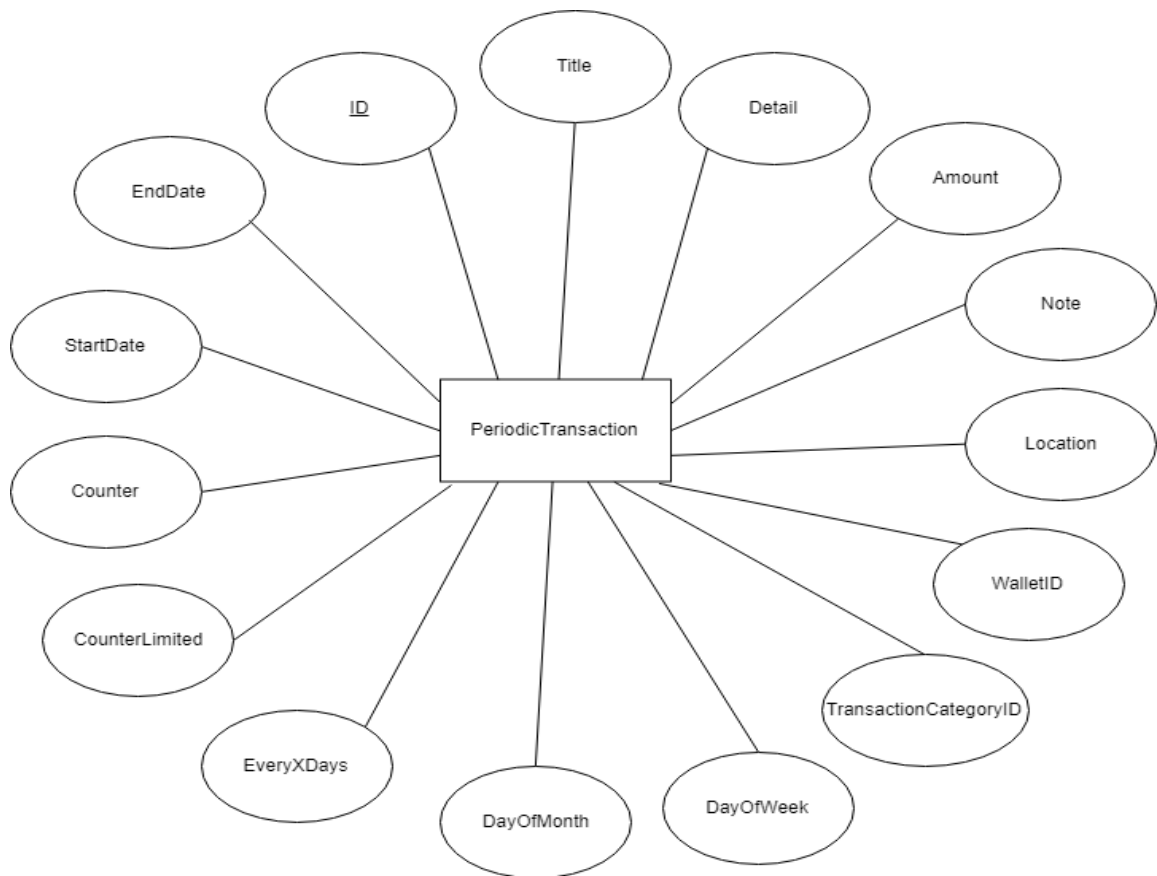 Title
ID
Detail
Amount
EndDate
Note
StartDate
PeriodicTransaction
Location
Counter
WalletID
CounterLimited
TransactionCategoryID
EveryXDays
DayOfWeek
DayOfMonth